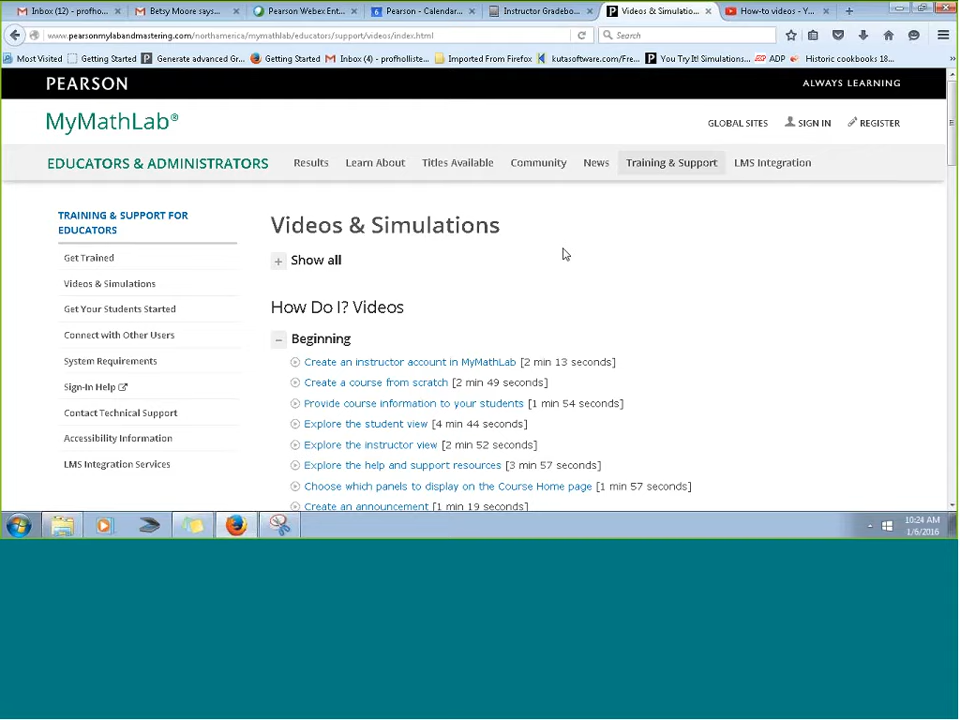 Inbox (12) - profho...
Betsy Moore says...
Pearson Webex Ent...
Pearson - Calendar...
Instructor Gradebo...
Videos & Simulatio...
How-to videos - Y...
www.pearsonmylabandmastering.com/northamerica/mymathlab/educators/support/videos/index.html
Search
Most Visited
Getting Started
Generate advanced Gr...
Getting Started
Inbox (4) - profholliste...
Imported From Firefox
kutasoftware.com/Fre...
You Try It! Simulations...
ADP
Historic cookbooks 18...
PEARSON
ALWAYS LEARNING
MyMathLab®
GLOBAL SITES
SIGN IN
REGISTER
EDUCATORS & ADMINISTRATORS
Results
Learn About
Titles Available
Community
News
Training & Support
LMS Integration
TRAINING & SUPPORT FOR
EDUCATORS
Get Trained
Videos & Simulations
Get Your Students Started
Connect with Other Users
System Requirements
Sign-In Help
Contact Technical Support
Accessibility Information
LMS Integration Services
Videos & Simulations
Show all
How Do I? Videos
Beginning
Create an instructor account in MyMathLab [2 min 13 seconds]
Create a course from scratch [2 min 49 seconds]
Provide course information to your students [1 min 54 seconds]
Explore the student view [4 min 44 seconds]
Explore the instructor view [2 min 52 seconds]
Explore the help and support resources [3 min 57 seconds]
Choose which panels to display on the Course Home page [1 min 57 seconds]
Create an announcement [1 min 19 seconds]
10:24 AM
1/6/2016